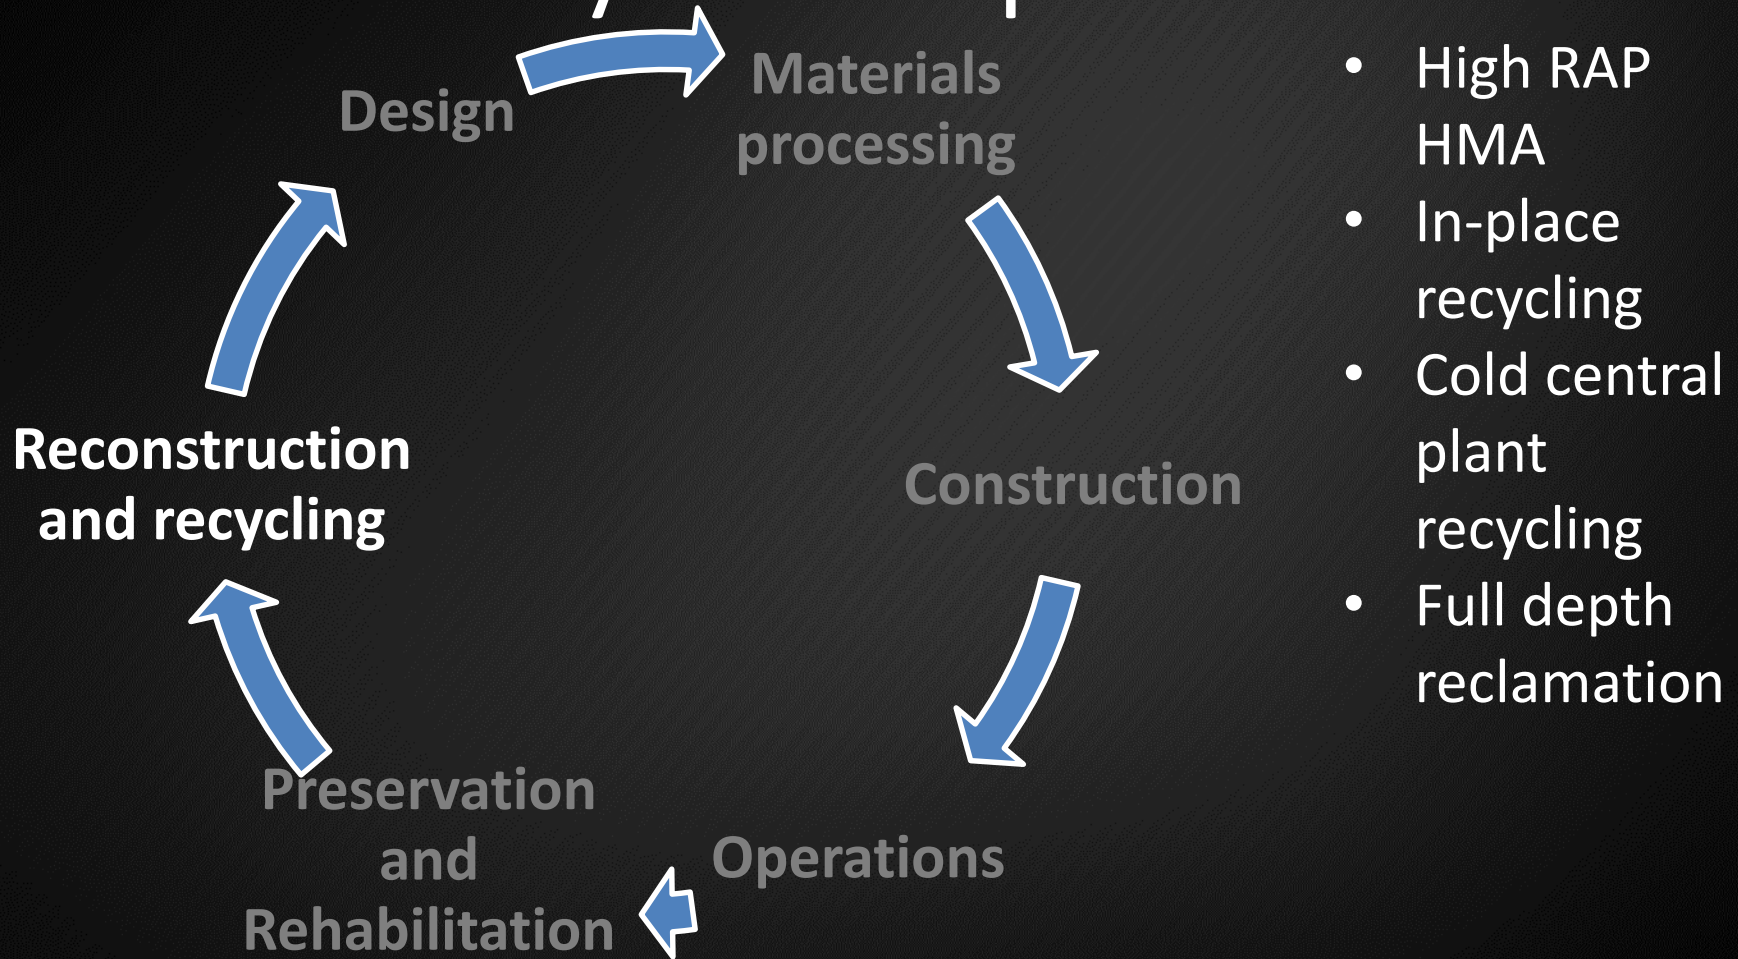 Design
Materials
processing
Construction
Operations
Preservation
and
Rehabilitation
Reconstruction
and recycling
• High RAP
HMA
• In-place
recycling
• Cold central
plant
recycling
• Full depth
reclamation